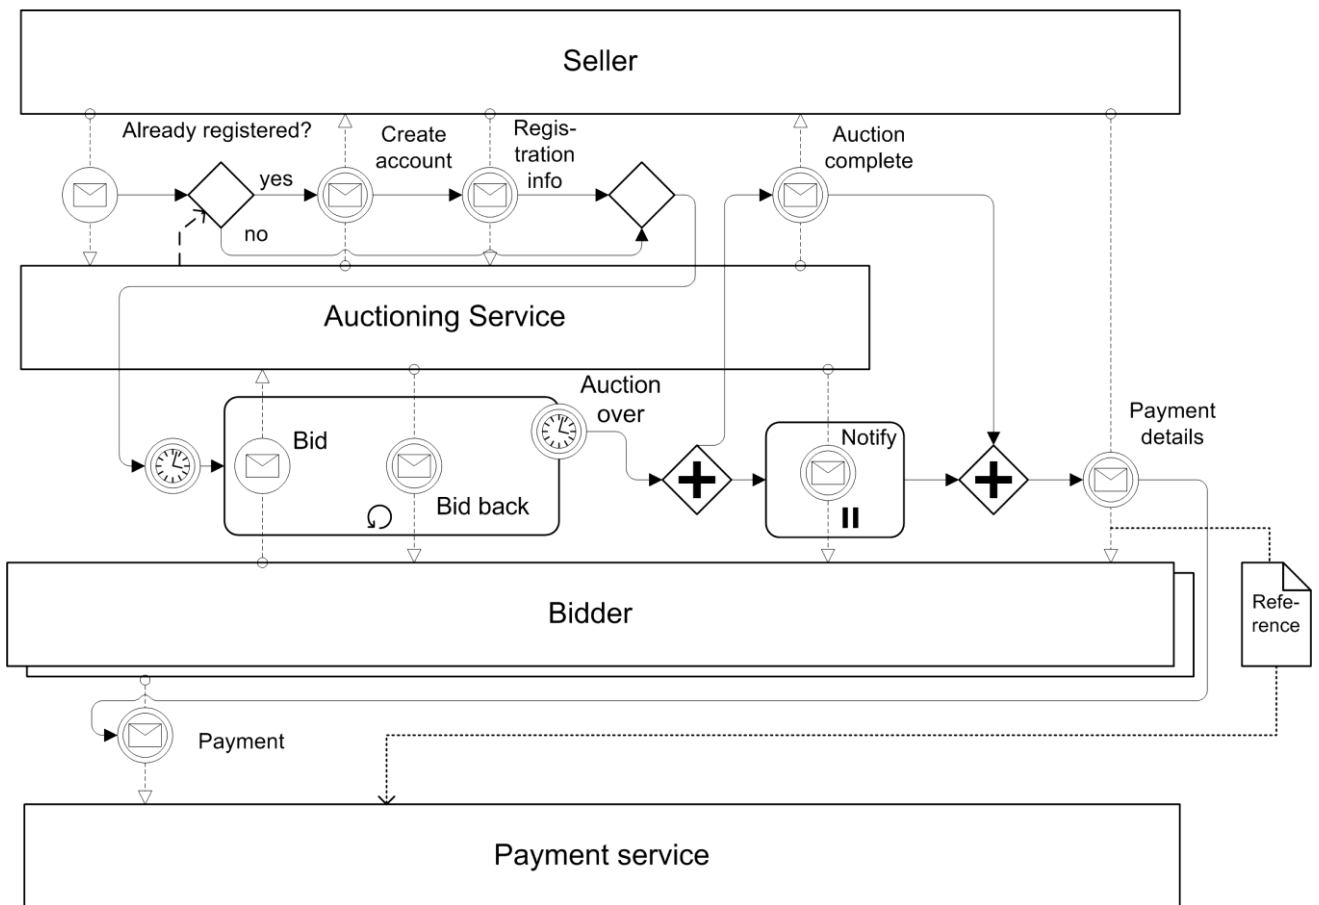 Seller
Already registered?
Create
account
Regis-
tration
info
Auction
complete
yes
no
Auctioning Service
Auction
over
Payment
details
Bid
Notify
Bid back
Bidder
Refe-
rence
Payment
Payment service